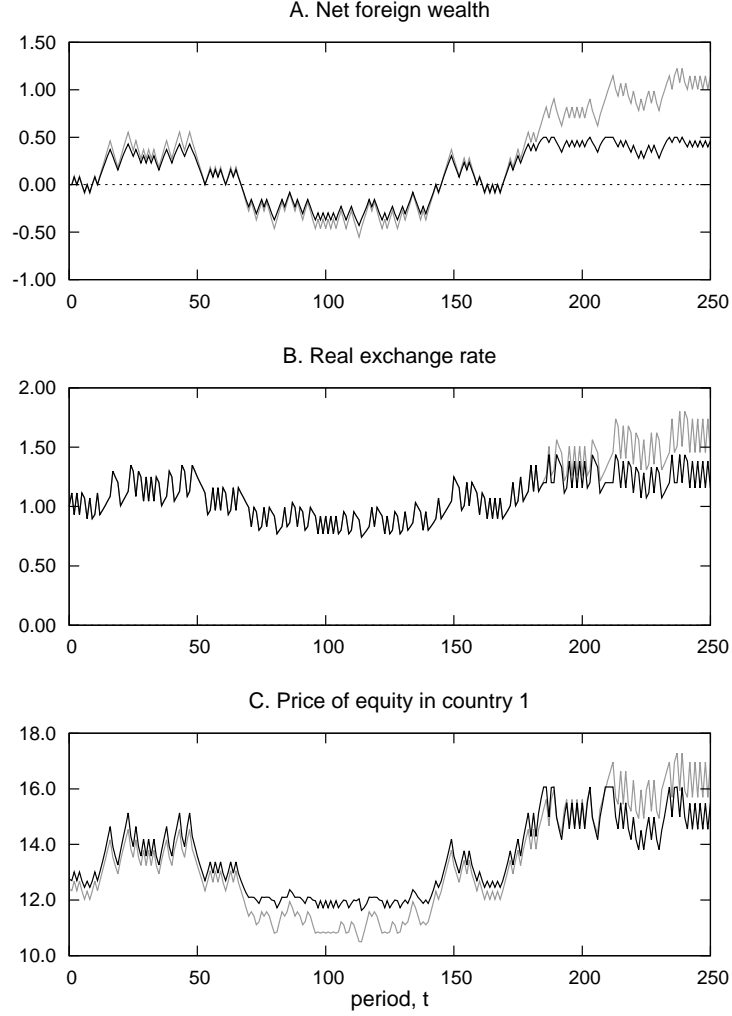 A. Net foreign wealth
1.50
1.00
0.50
0.00
-0.50
-1.00
0 50 100 150 200 250
B. Real exchange rate
2.00
1.50
1.00
0.50
0.00
0 50 100 150 200 250
C. Price of equity in country 1
18.0
16.0
14.0
12.0
10.0
0 50 100 150 200 250
period, t